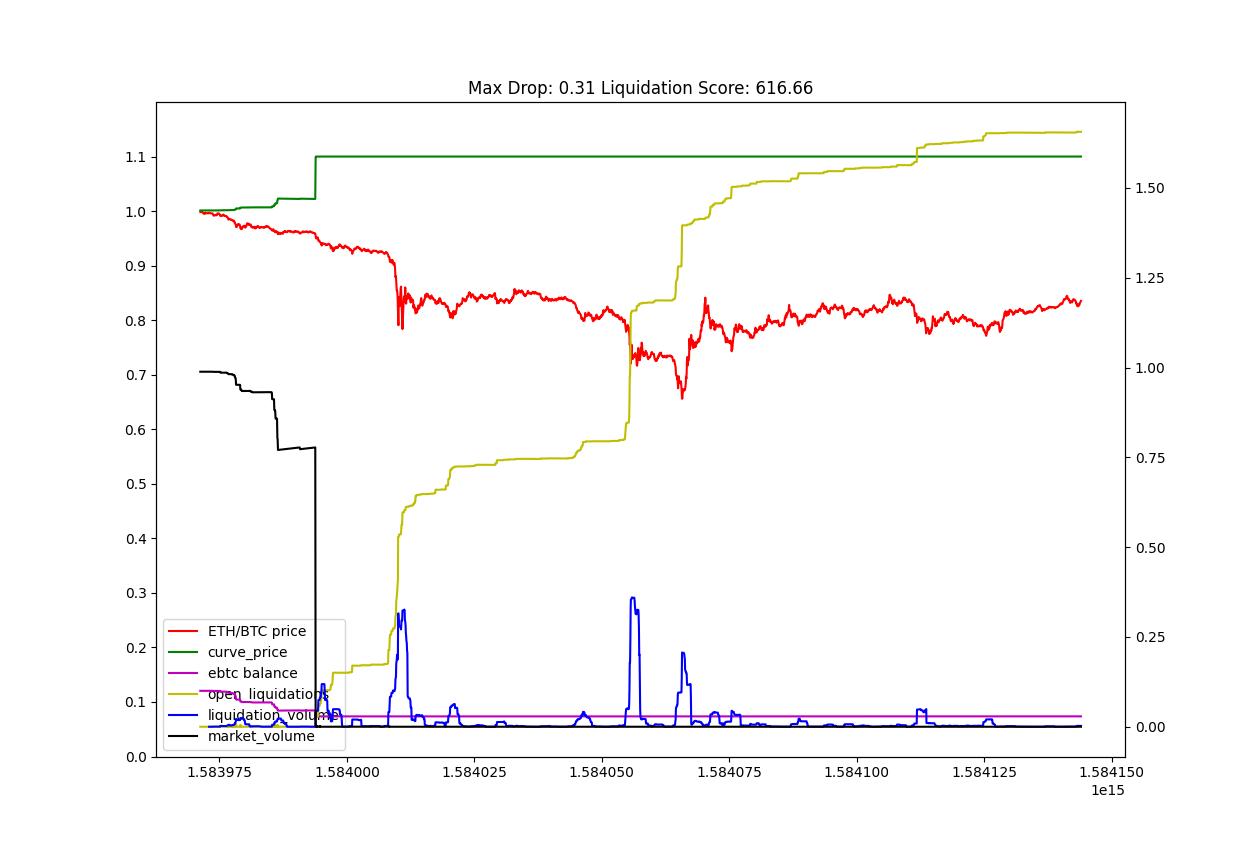 Max Drop: 0.31 Liquidation Score: 616.66
1.1
1.0
0.9
0.8
0.7
0.6
0.5
0.4
0.3
0.2
0.1
0.0
1.50
1.25
1.00
0.75
0.50
0.25
0.00
ETH/BTC price
curve_price
ebtc balance
open_liquidations
liquidation_volume
market_volume
1.583975 1.584000 1.584025 1.584050 1.584075 1.584100 1.584125 1.584150
1e15